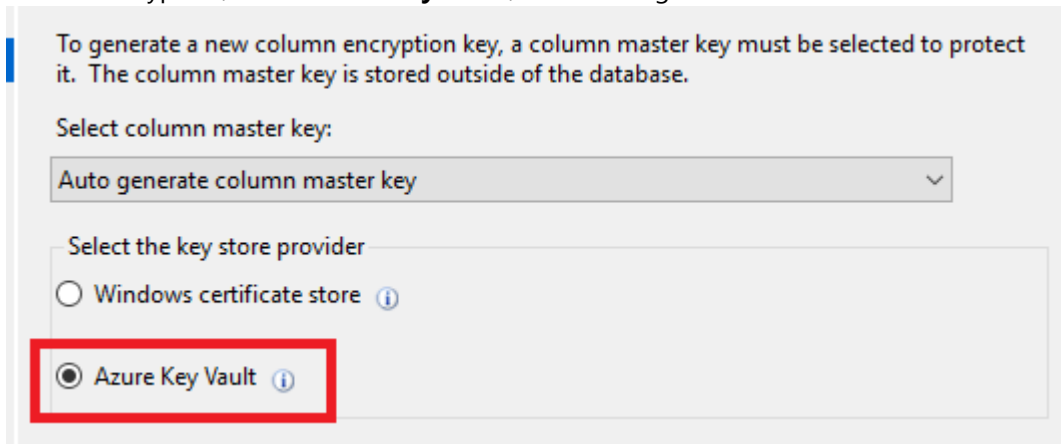 To generate a new column encryption key, a column master key must be selected to protect
it. The column master key is stored outside of the database.
Select column master key:
Auto generate column master key
Select the key store provider
Windows certificate store
Azure Key Vault